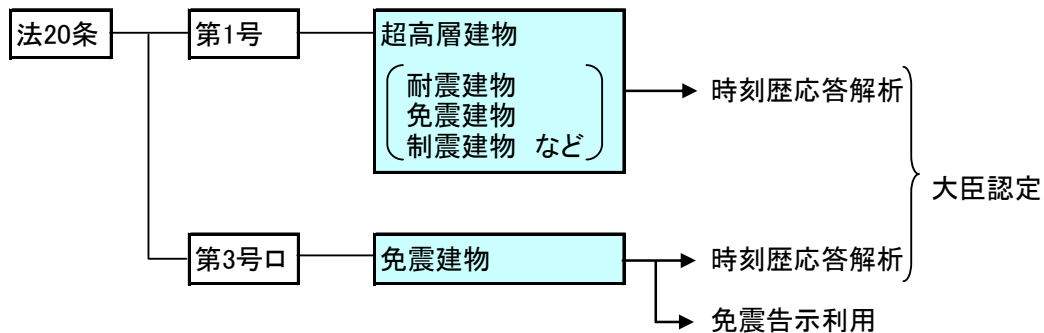 法20条
第1号
超高層建物
耐震建物
免震建物
制震建物 など
時刻歴応答解析
大臣認定
第3号ロ
免震建物
時刻歴応答解析
免震告示利用